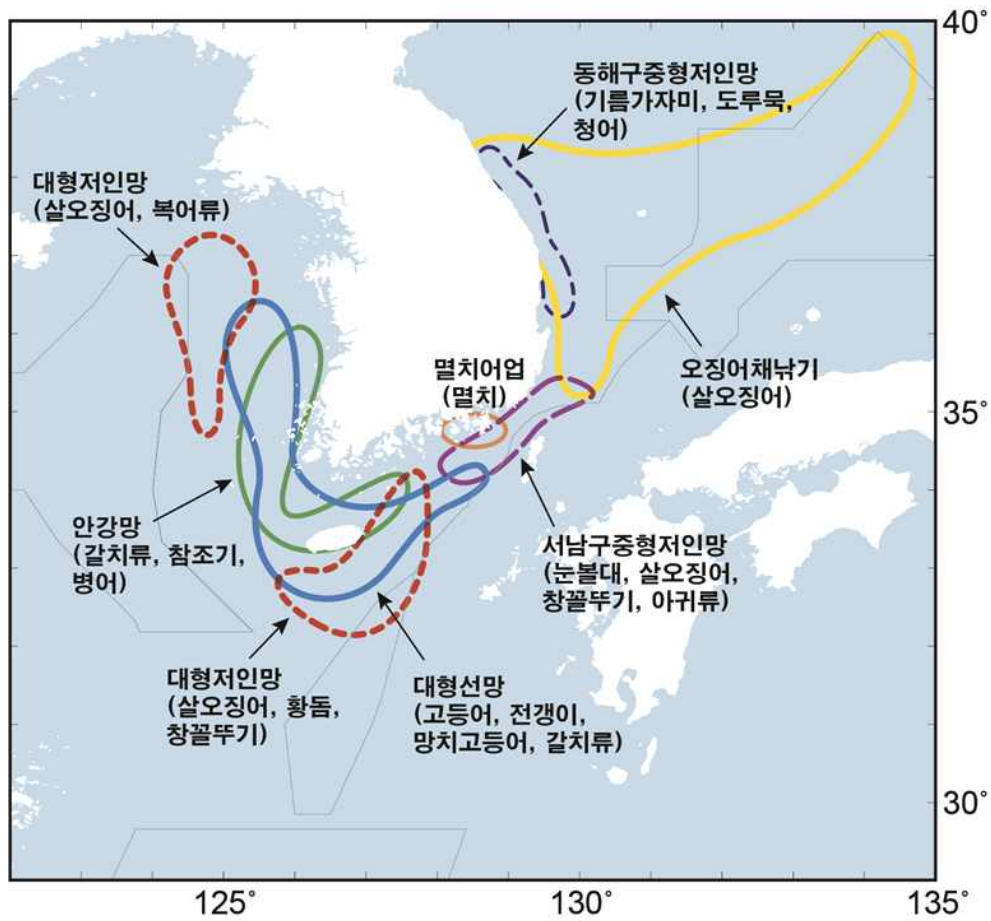 40°
동해구중형저인망
(기름가자미, 도루묵,
청어)
대형저인망
(살오징어, 복어류)
멸치어업
(멸치)
오징어채낚기
(살오징어)
35°
안강망
(갈치류, 참조기,
병어)
서남구중형저인망
(눈볼대, 살오징어,
창꼴뚜기, 아귀류)
대형저인망
(살오징어, 황돔,
창꼴뚜기)
대형선망
(고등어, 전갱이,
망치고등어, 갈치류)
30°
125°
130°
135°